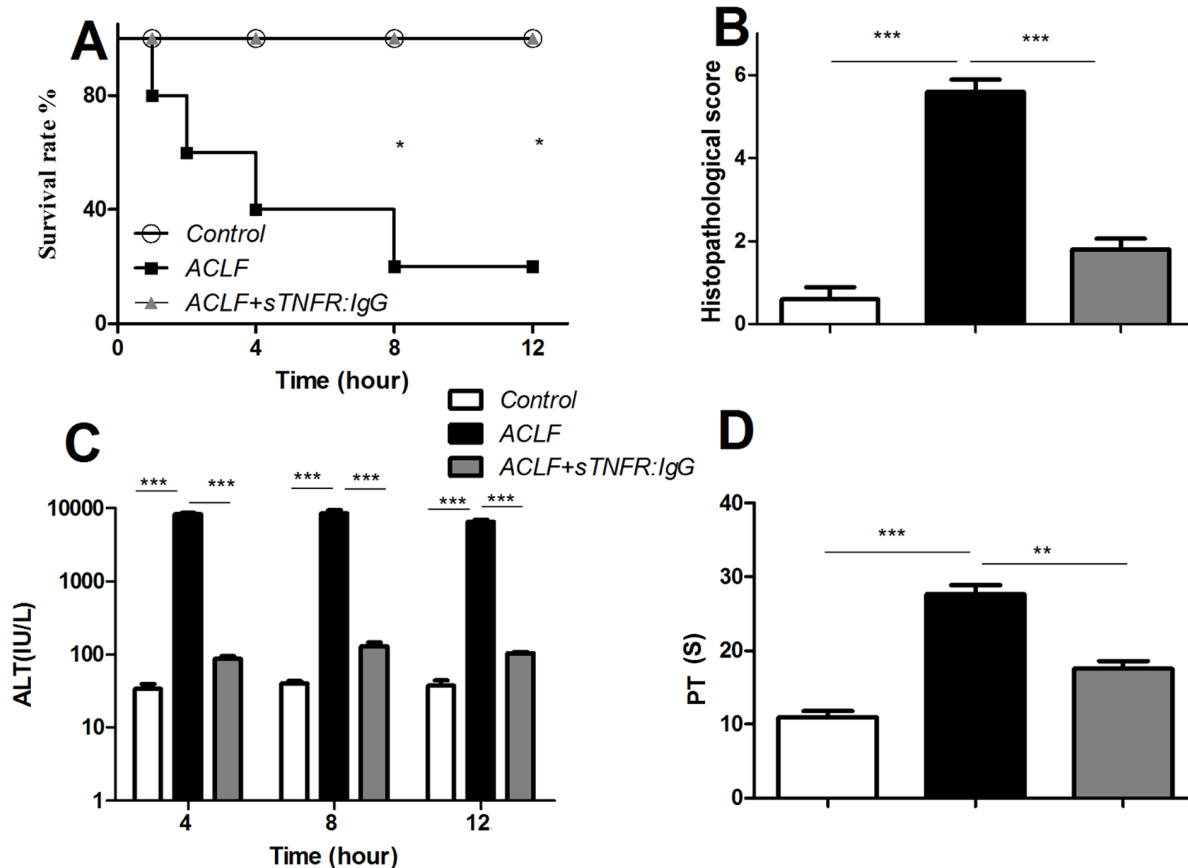 A
Survival rate %
80
40
0
Control
ACLF
ACLF+sTNFR:IgG
*
*
0
4
8
12
Time (hour)
B
Histopathological score
6
4
2
0
***
***
Control
ACLF
ACLF+sTNFR:IgG
C
ALT(IU/L)
10000
1000
100
10
1
*** ***
*** ***
*** ***
4
8
12
Time (hour)
D
PT (S)
40
30
20
10
0
***
**